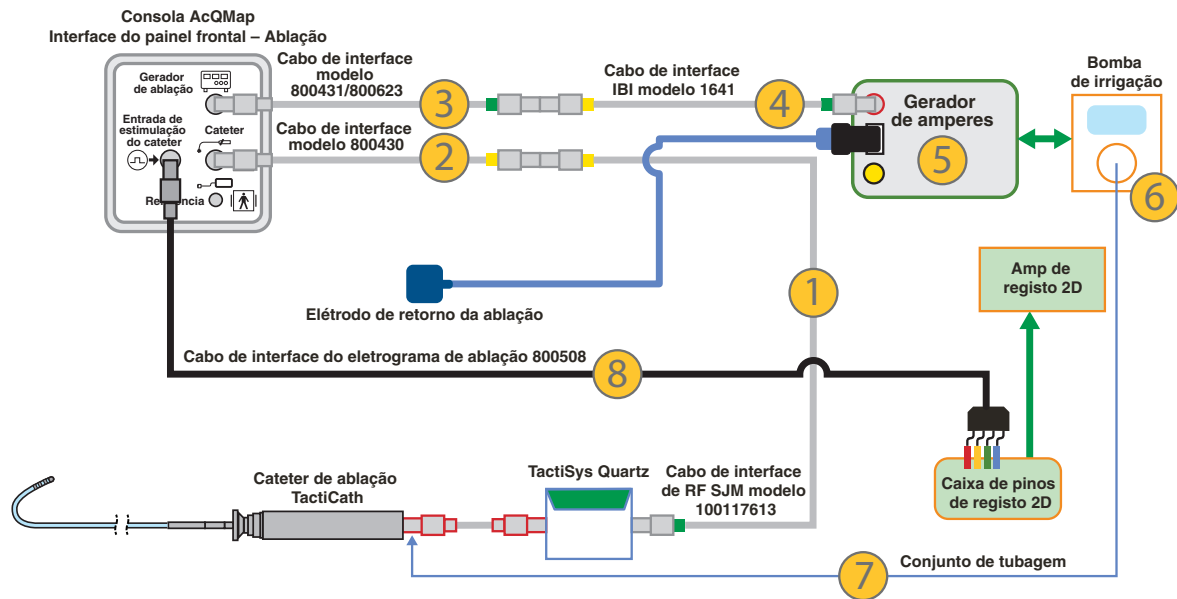 Consola AcQMap
Interface do painel frontal – Ablação
Gerador
de ablação
Entrada de
estimulação
do cateter
Cateter
Cabo de interface
modelo
800431/800623
3
Cabo de interface
modelo 800430
2
Cabo de interface
IBI modelo 1641
4
Gerador
de amperes
5
Bomba
de irrigação
6
Elétrodo de retorno da ablação
1
Amp de
registo 2D
Cabo de interface do eletrograma de ablação 800508
8
Caixa de pinos
de registo 2D
Cateter de ablação
TactiCath
TactiSys Quartz
Cabo de interface
de RF SJM modelo
100117613
7
Conjunto de tubagem